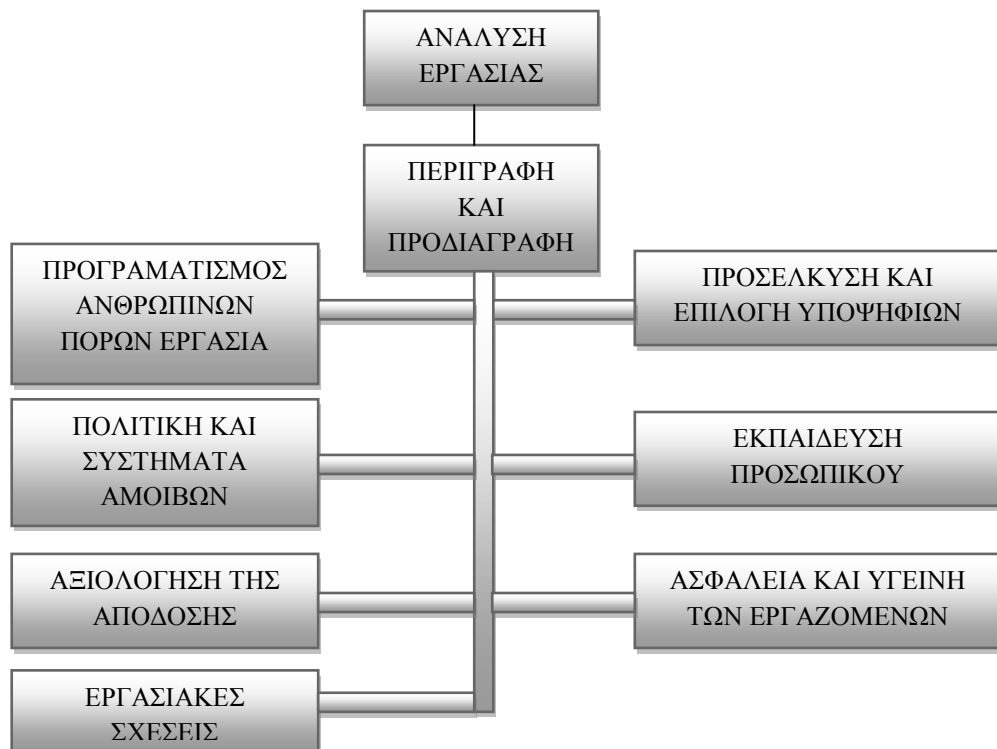 ΑΝΑΛΥΣΗ
ΕΡΓΑΣΙΑΣ
ΠΕΡΙΓΡΑΦΗ
ΚΑΙ
ΠΡΟΔΙΑΓΡΑΦΗ
ΠΡΟΓΡΑΜΑΤΙΣΜΟΣ
ΑΝΘΡΩΠΙΝΩΝ
ΠΟΡΩΝ ΕΡΓΑΣΙΑ
ΠΡΟΣΕΛΚΥΣΗ ΚΑΙ
ΕΠΙΛΟΓΗ ΥΠΟΨΗΦΙΩΝ
ΠΟΛΙΤΙΚΗ ΚΑΙ
ΣΥΣΤΗΜΑΤΑ
ΑΜΟΙΒΩΝ
ΕΚΠΑΙΔΕΥΣΗ
ΠΡΟΣΩΠΙΚΟΥ
ΑΞΙΟΛΟΓΗΣΗ ΤΗΣ
ΑΠΟΔΟΣΗΣ
ΑΣΦΑΛΕΙΑ ΚΑΙ ΥΓΕΙΝΗ
ΤΩΝ ΕΡΓΑΖΟΜΕΝΩΝ
ΕΡΓΑΣΙΑΚΕΣ
ΣΧΕΣΕΙΣ